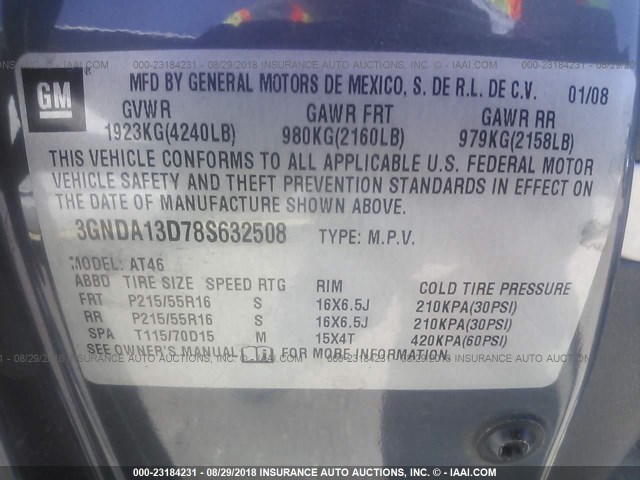 000-23184231 - 08/29/2018 INSURANCE AUTO AUCTIONS, INC. © - IAAI.COM
GM
MFD BY GENERAL MOTORS DE MEXICO, S. DE R.L. DE C.V. 01/08
GVWR GAWR FRT GAWR RR
1923KG(4240LB) 980KG(2160LB) 979KG(2158LB)
THIS VEHICLE CONFORMS TO ALL APPLICABLE U.S. FEDERAL MOTOR
VEHICLE SAFETY AND THEFT PREVENTION STANDARDS IN EFFECT ON
THE DATE OF MANUFACTURE SHOWN ABOVE.
3GNDA13D78S632508 TYPE: M.P.V.
MODEL: AT46
ABBD TIRE SIZE SPEED RTG RIM COLD TIRE PRESSURE
FRT P215/55R16 S 16X6.5J 210KPA(30PSI)
RR P215/55R16 S 16X6.5J 210KPA(30PSI)
SPA T115/70D15 M 15X4T 420KPA(60PSI)
SEE OWNER'S MANUAL FOR MORE INFORMATION.
000-23184231 - 08/29/2018 INSURANCE AUTO AUCTIONS, INC. © - IAAI.COM